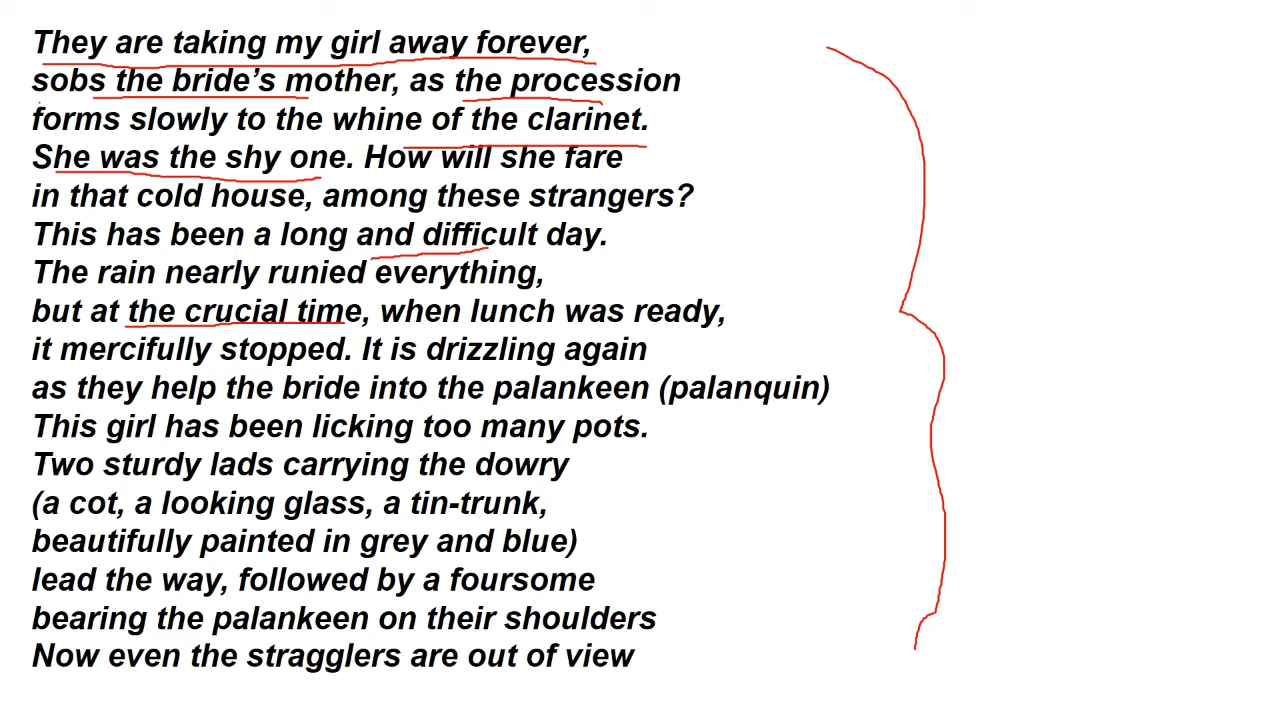 They are taking my girl away forever,
sobs the bride's mother, as the procession
forms slowly to the whine of the clarinet.
She was the shy one. How will she fare
in that cold house, among these strangers?
This has been a long and difficult day.
The rain nearly runied everything,
but at the crucial time, when lunch was ready,
it mercifully stopped. It is drizzling again
as they help the bride into the palankeen (palanquin)
This girl has been licking too many pots.
Two sturdy lads carrying the dowry
(a cot, a looking glass, a tin-trunk,
beautifully painted in grey and blue)
lead the way, followed by a foursome
bearing the palankeen on their shoulders
Now even the stragglers are out of view